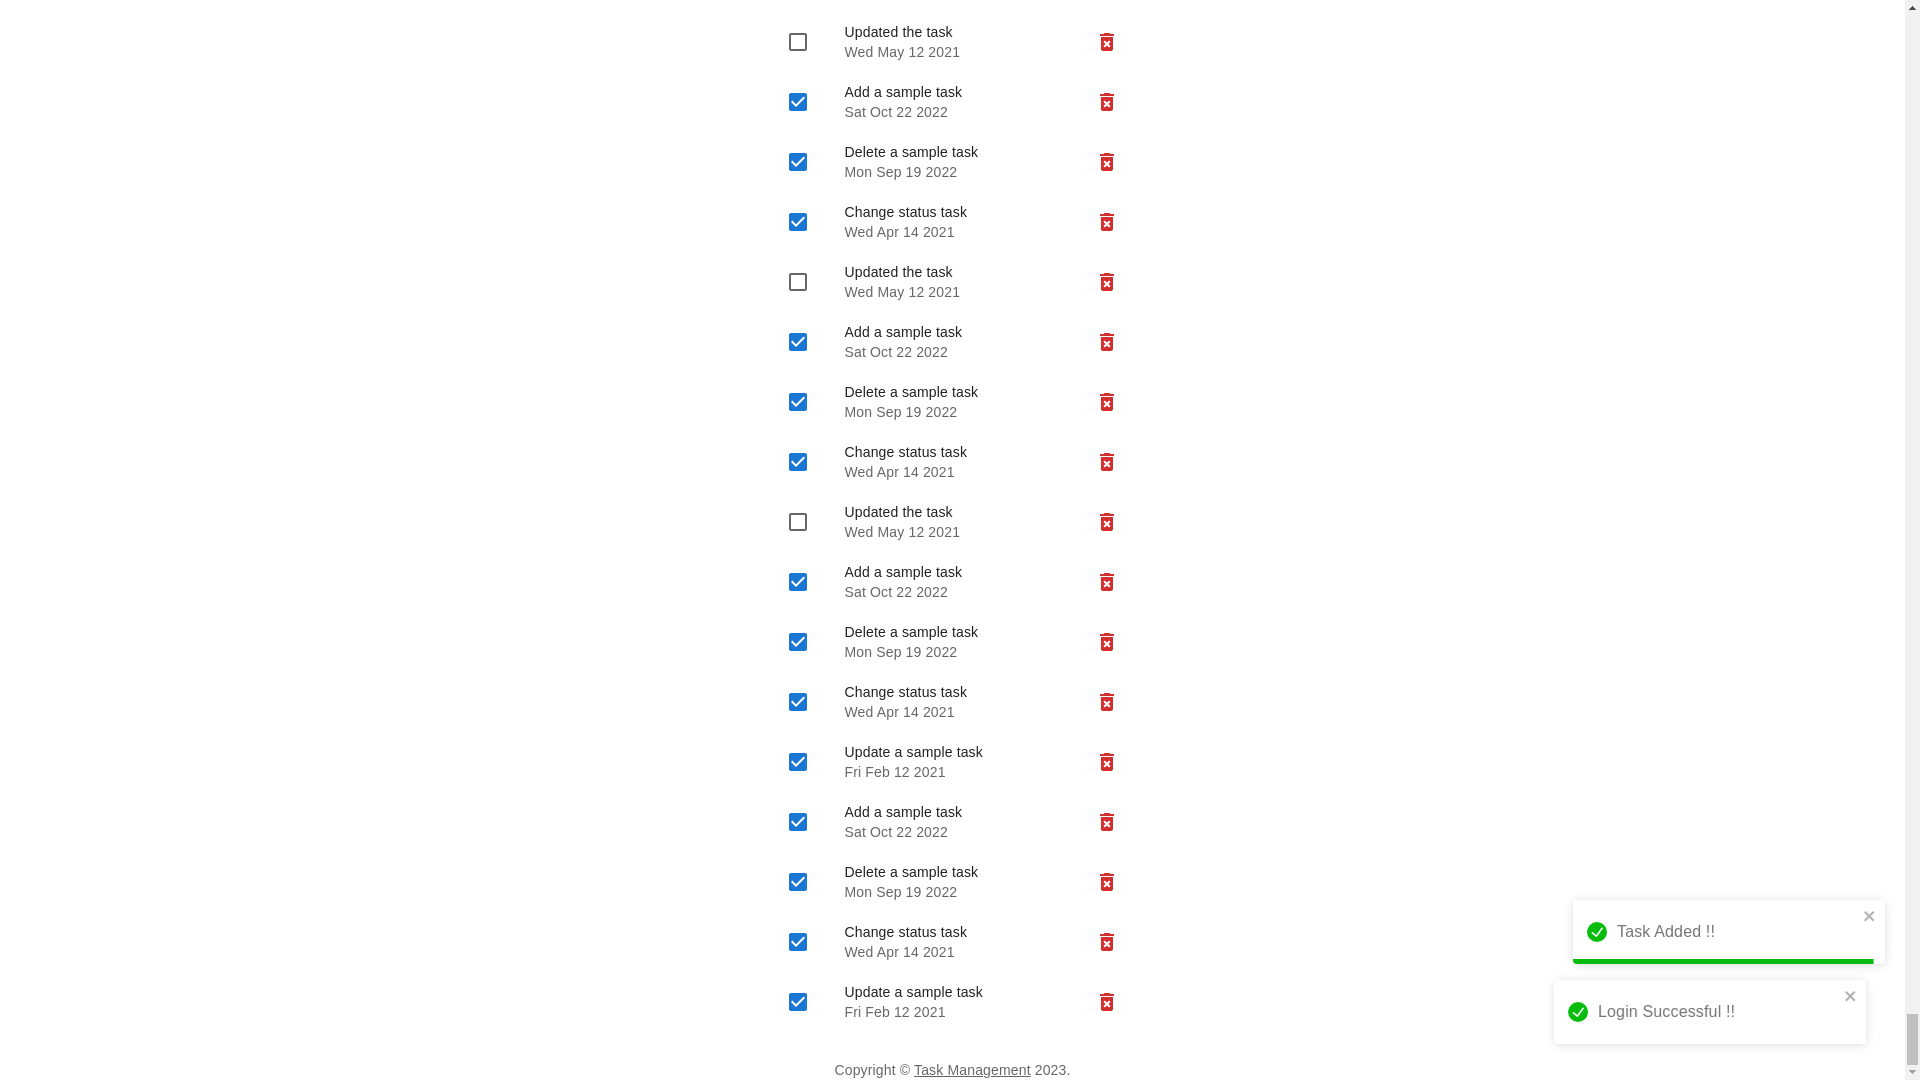 Updated the task
Wed May 12 2021
Add a sample task
Sat Oct 22 2022
Delete a sample task
Mon Sep 19 2022
Change status task
Wed Apr 14 2021
Updated the task
Wed May 12 2021
Add a sample task
Sat Oct 22 2022
Delete a sample task
Mon Sep 19 2022
Change status task
Wed Apr 14 2021
Updated the task
Wed May 12 2021
Add a sample task
Sat Oct 22 2022
Delete a sample task
Mon Sep 19 2022
Change status task
Wed Apr 14 2021
Update a sample task
Fri Feb 12 2021
Add a sample task
Sat Oct 22 2022
Delete a sample task
Mon Sep 19 2022
Change status task
Wed Apr 14 2021
Update a sample task
Fri Feb 12 2021
Task Added !!
Login Successful !!
Copyright © Task Management 2023.